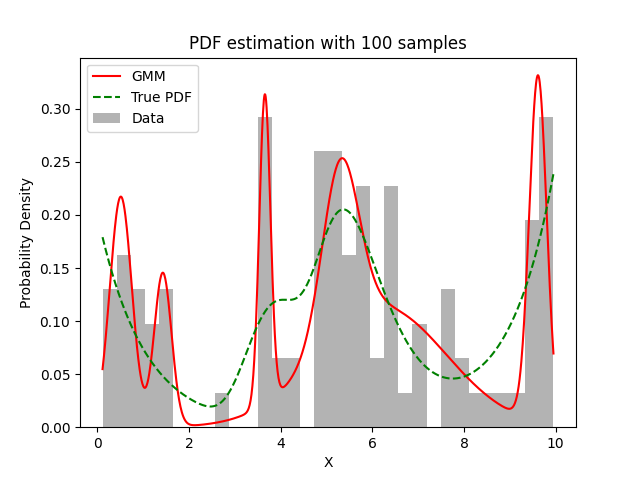 PDF estimation with 100 samples
GMM
True PDF
Data
Probability Density
0.30
0.25
0.20
0.15
0.10
0.05
0.00
0 2 4 6 8 10
X